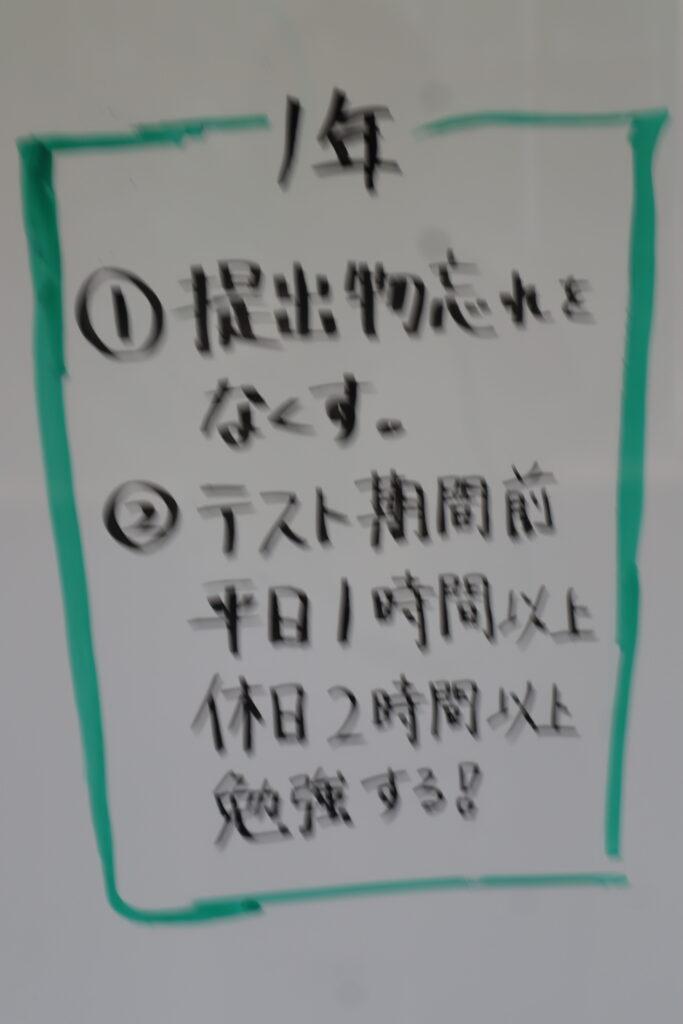 1年
①提出物忘れを
なくす。
②テスト期間前
平日1時間以上
休日2時間以上
勉強する!